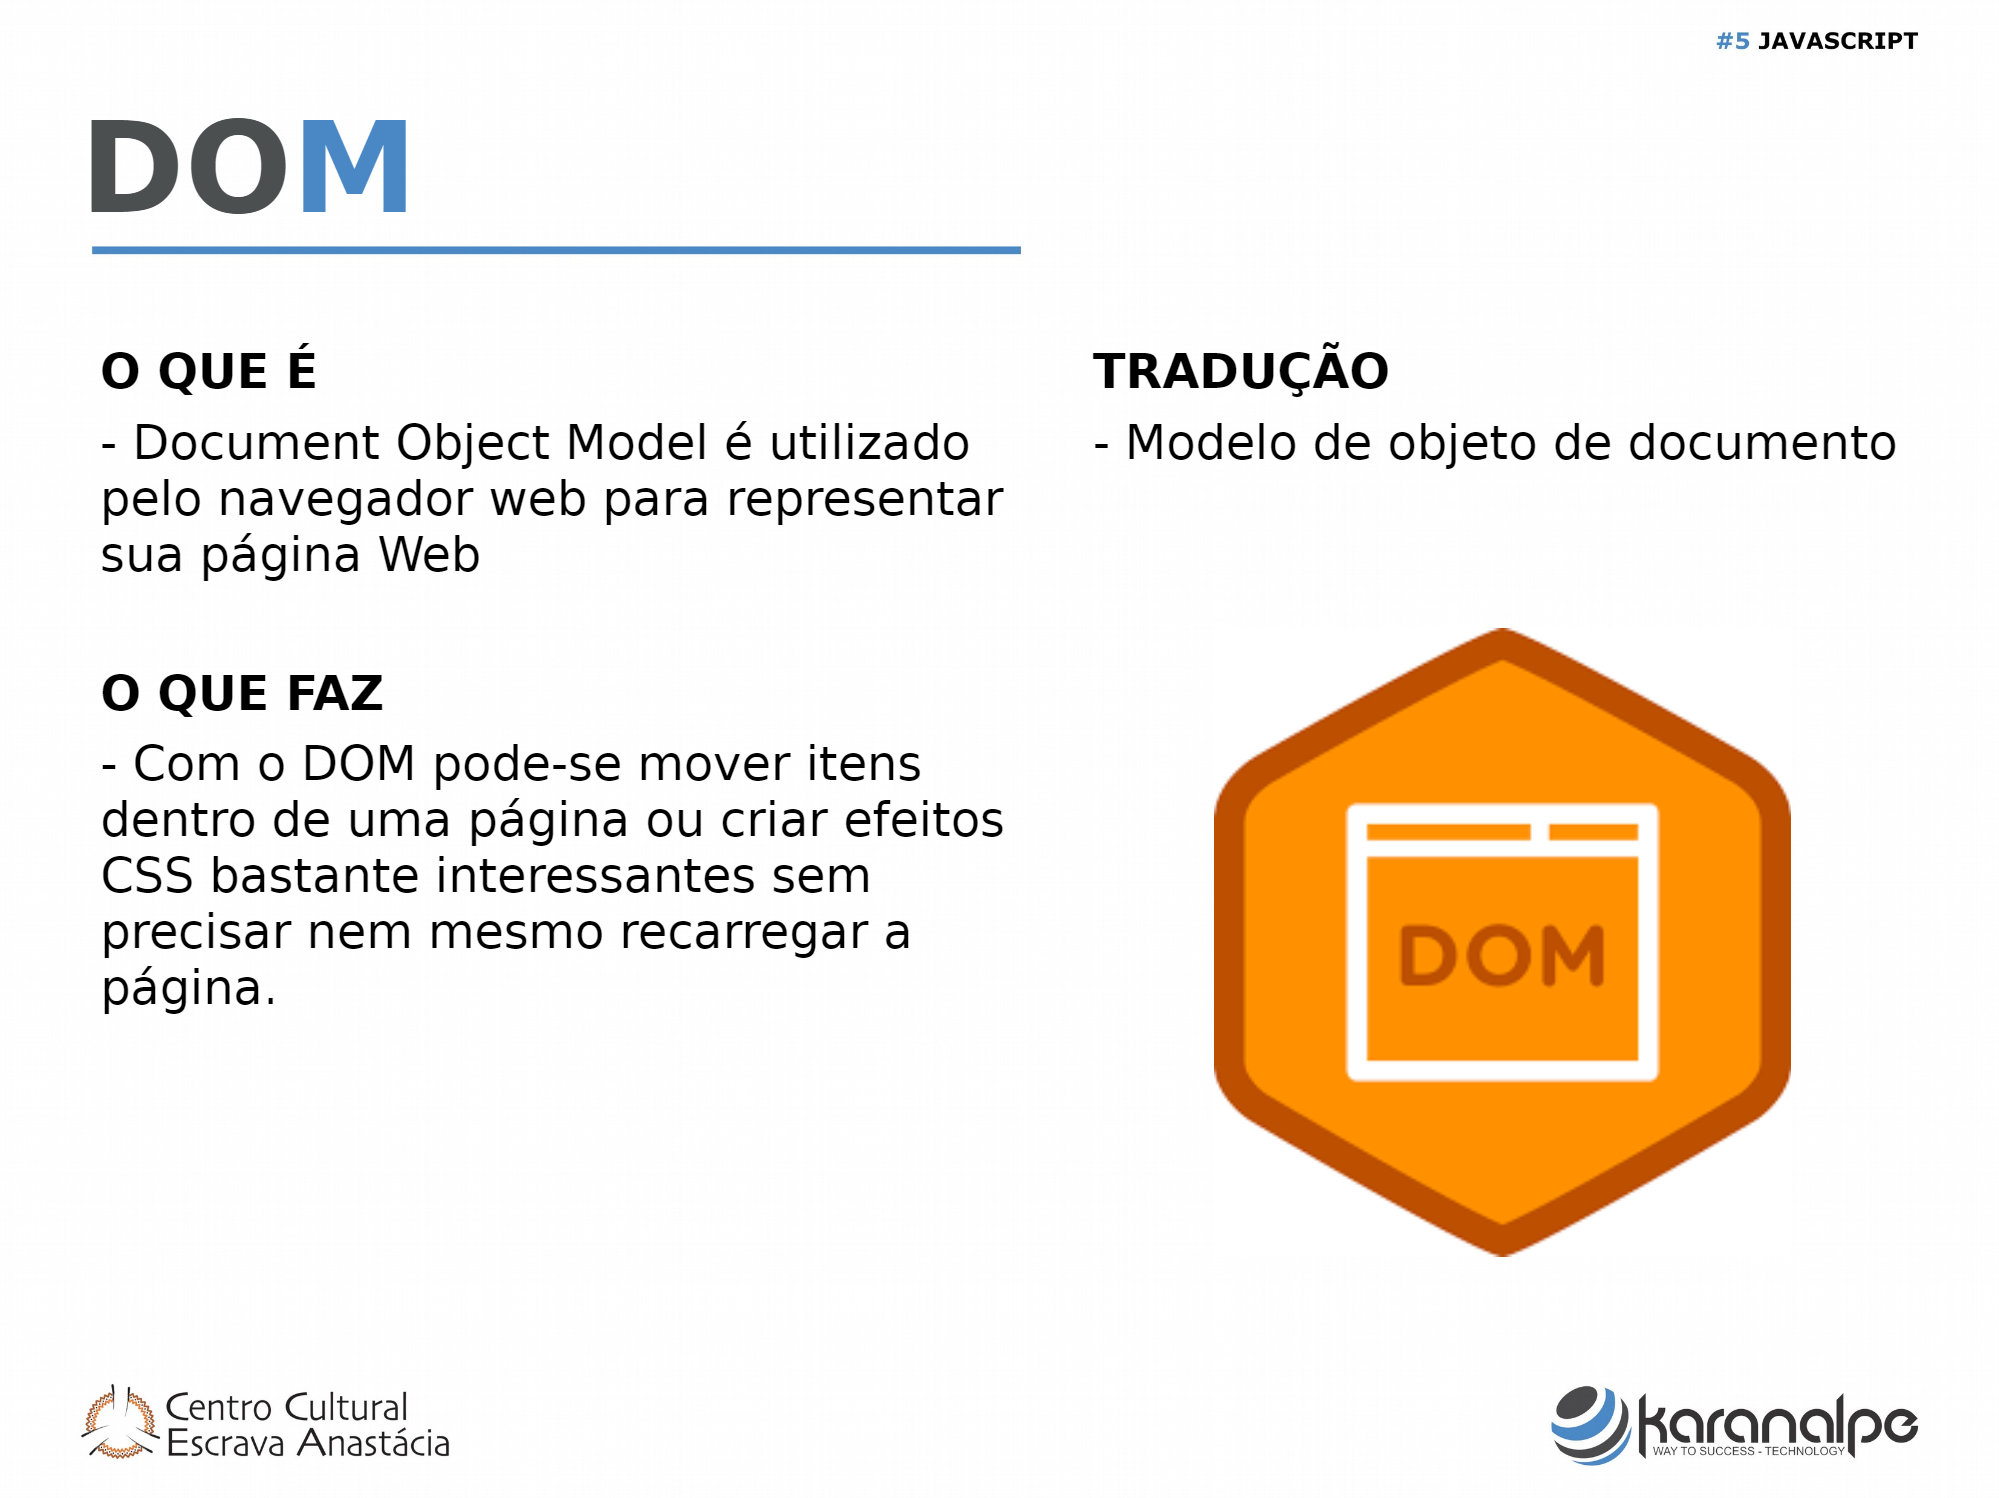 #5 JAVASCRIPT
DOM
O QUE É
- Document Object Model é utilizado
pelo navegador web para representar
sua página Web
O QUE FAZ
- Com o DOM pode-se mover itens
dentro de uma página ou criar efeitos
CSS bastante interessantes sem
precisar nem mesmo recarregar a
página.
TRADUÇÃO
- Modelo de objeto de documento
DOM
Centro Cultural
Escrava Anastácia
karanalpe
WAY TO SUCCESS - TECHNOLOGY